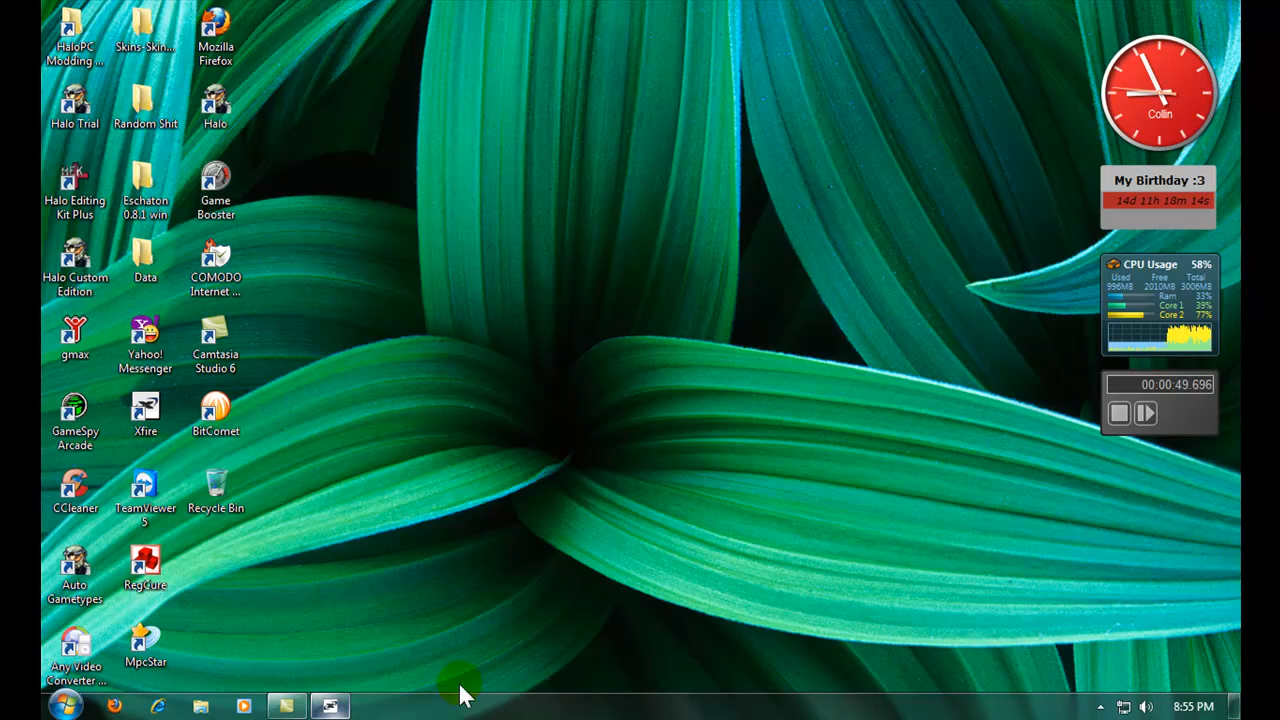 HaloPC
Modding ...
Skins-Skin...
Mozilla
Firefox
Halo Trial
Random Shit
Halo
HEK
Halo Editing
Kit Plus
Eschaton
0.8.1 win
Game
Booster
Halo Custom
Edition
Data
COMODO
Internet ...
gmax
Yahoo!
Messenger
Camtasia
Studio 6
GameSpy
Arcade
Xfire
BitComet
CCleaner
TeamViewer
5
Recycle Bin
Auto
Gametypes
RegCure
Any Video
Converter ...
MpcStar
Collin
My Birthday :3
14d 11h 18m 14s
CPU Usage 58%
Used Free Total
996MB 2010MB 3006MB
Ram 33%
Core 1 39%
Core 2 77%
00:00:49.696
8:55 PM